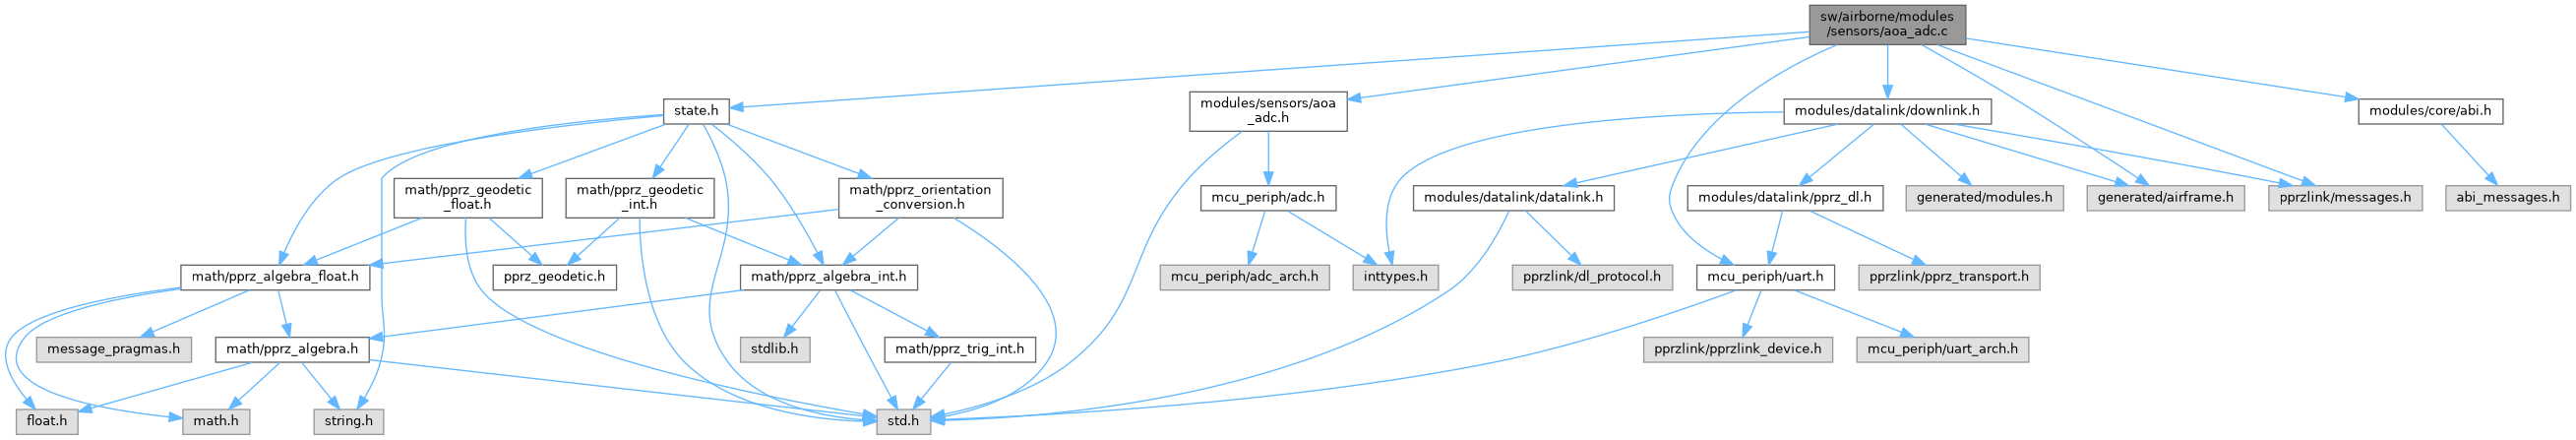 sw/airborne/modules
/sensors/aoa_adc.c
state.h
modules/sensors/aoa
_adc.h
modules/datalink/downlink.h
modules/core/abi.h
math/pprz_geodetic
_float.h
math/pprz_geodetic
_int.h
math/pprz_orientation
_conversion.h
mcu_periph/adc.h
modules/datalink/datalink.h
modules/datalink/pprz_dl.h
generated/modules.h
generated/airframe.h
pprzlink/messages.h
abi_messages.h
math/pprz_algebra_float.h
pprz_geodetic.h
math/pprz_algebra_int.h
mcu_periph/adc_arch.h
inttypes.h
pprzlink/dl_protocol.h
mcu_periph/uart.h
pprzlink/pprz_transport.h
message_pragmas.h
math/pprz_algebra.h
stdlib.h
math/pprz_trig_int.h
pprzlink/pprzlink_device.h
mcu_periph/uart_arch.h
float.h
math.h
string.h
std.h